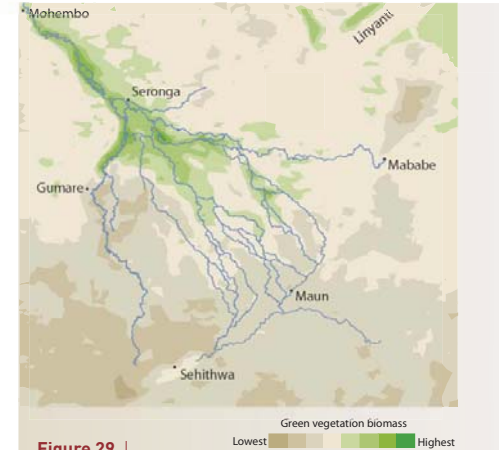 Mohembo
Linyanti
Seronga
Mababe
Gumare
Maun
Sehithwa
Green vegetation biomass
Lowest Highest
Figure 29 |